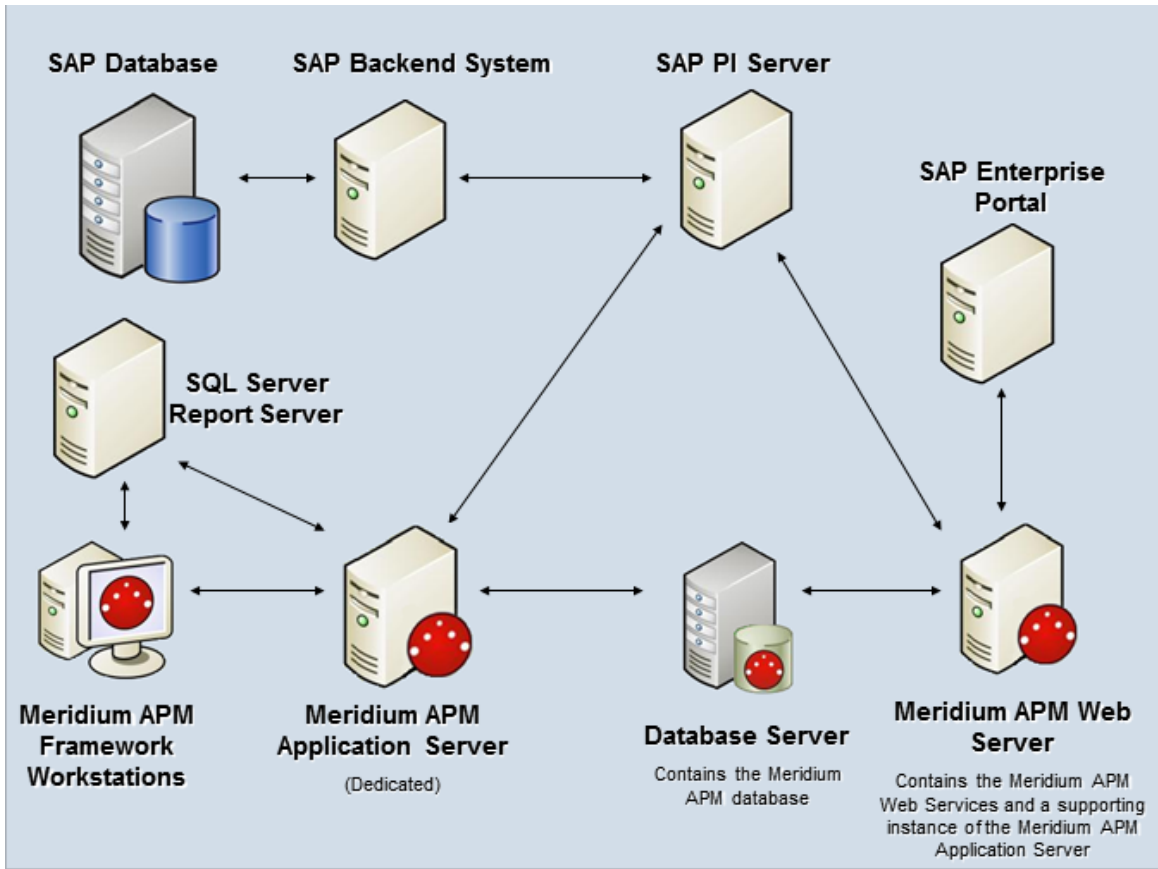 SAP Database
SAP Backend System
SAP PI Server
SAP Enterprise
Portal
SQL Server
Report Server
Meridium APM
Framework
Workstations
Meridium APM
Application Server
(Dedicated)
Database Server
Contains the Meridium
APM database
Meridium APM Web
Server
Contains the Meridium APM
Web Services and a supporting
instance of the Meridium APM
Application Server